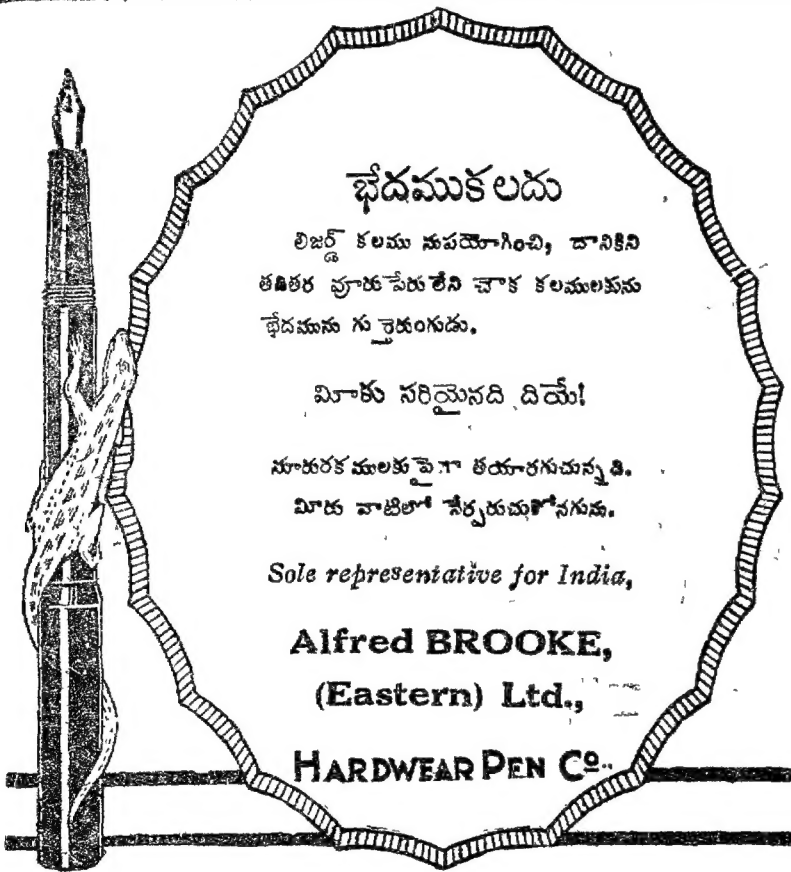 భేదముకలదు
లిజర్డ్ కలము నుపయోగించి, దానికిని
తదితర వూరుపేరులేని చౌక కలములకును
భేదమును గుర్తెరుంగుడు.
మీకు సరియైనది దియే!
నూరురకములకుపైగా తయారగుచున్నది.
మీరు వాటిలో నేర్పరుచుకోనగును.
Sole representative for India,
Alfred BROOKE,
(Eastern) Ltd.,
HARDWEAR PEN Co.